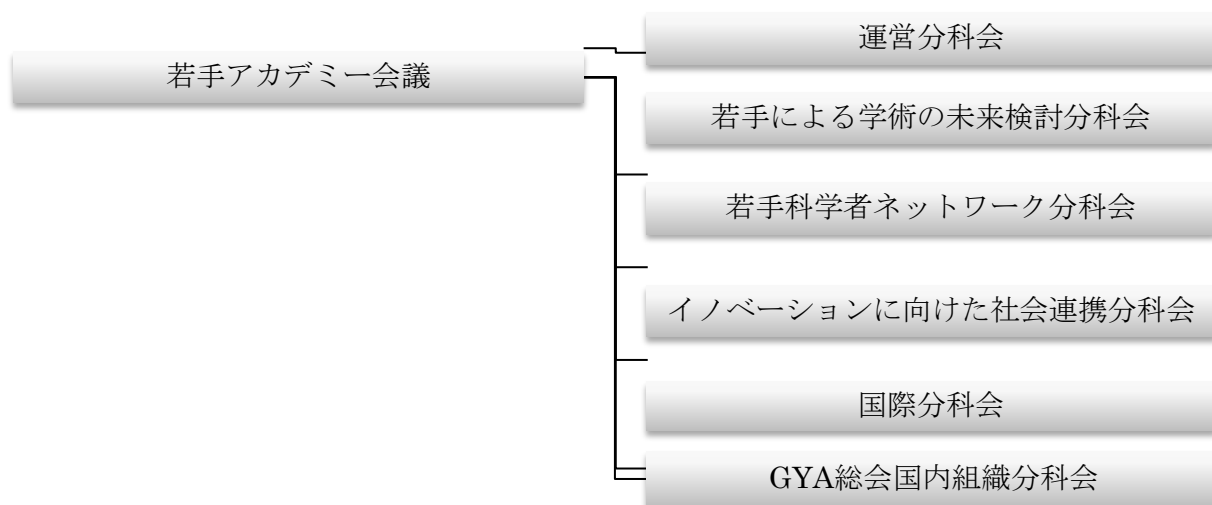 若手アカデミー会議
運営分科会
若手による学術の未来検討分科会
若手科学者ネットワーク分科会
イノベーションに向けた社会連携分科会
国際分科会
GYA総会国内組織分科会